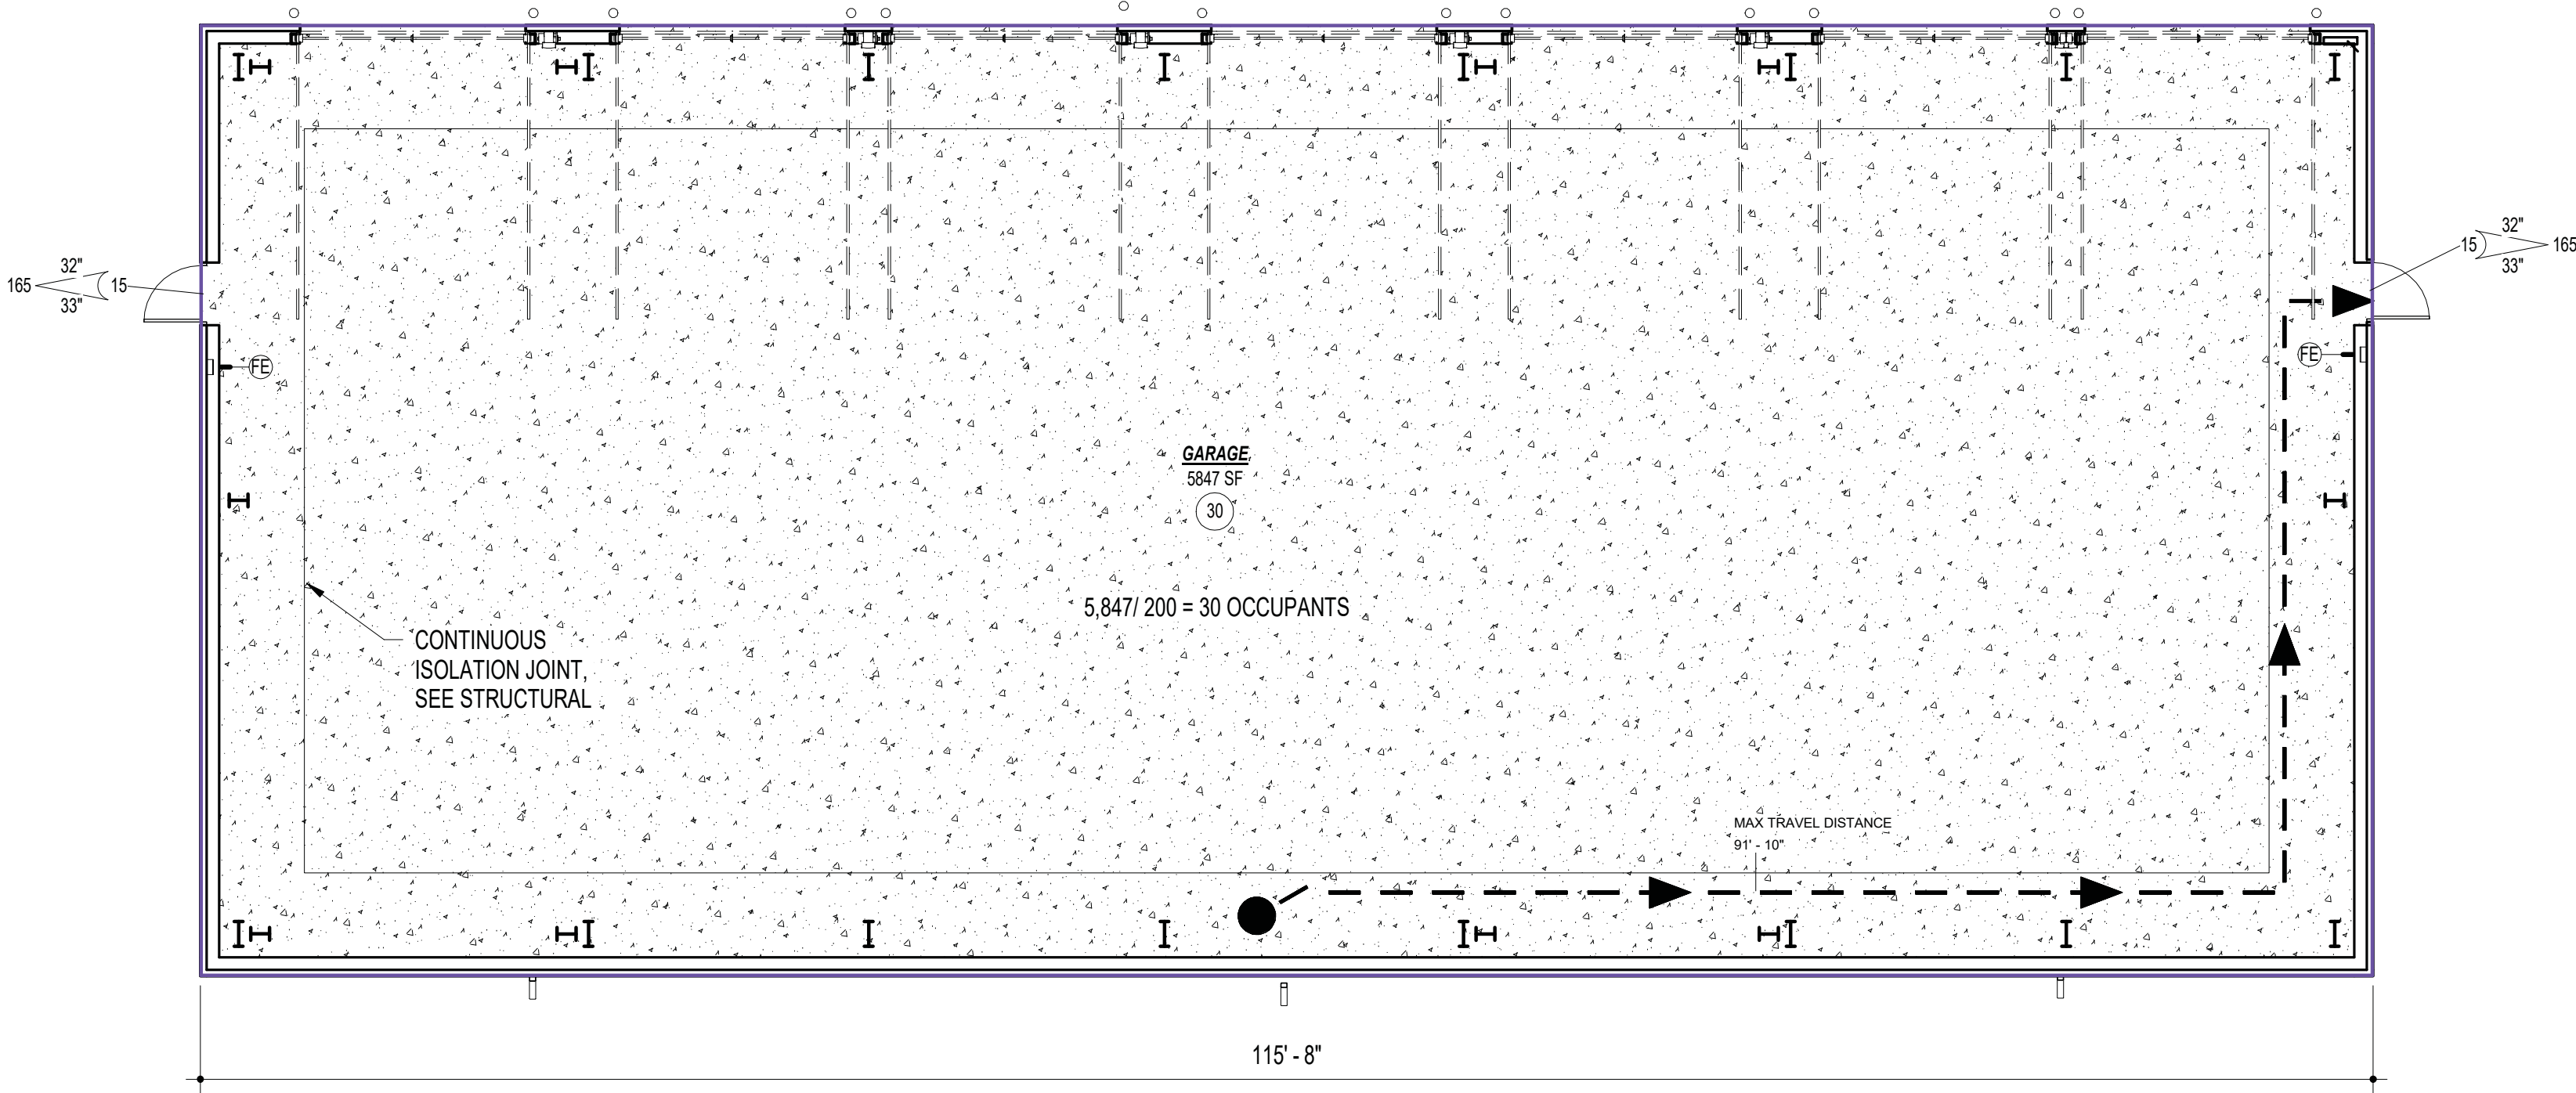 32"
165
15
33"
FE
GARAGE
5847 SF
30
5,847/ 200 = 30 OCCUPANTS
CONTINUOUS
ISOLATION JOINT,
SEE STRUCTURAL
32"
15
165
33"
FE
MAX TRAVEL DISTANCE
91' - 10"
115' - 8"